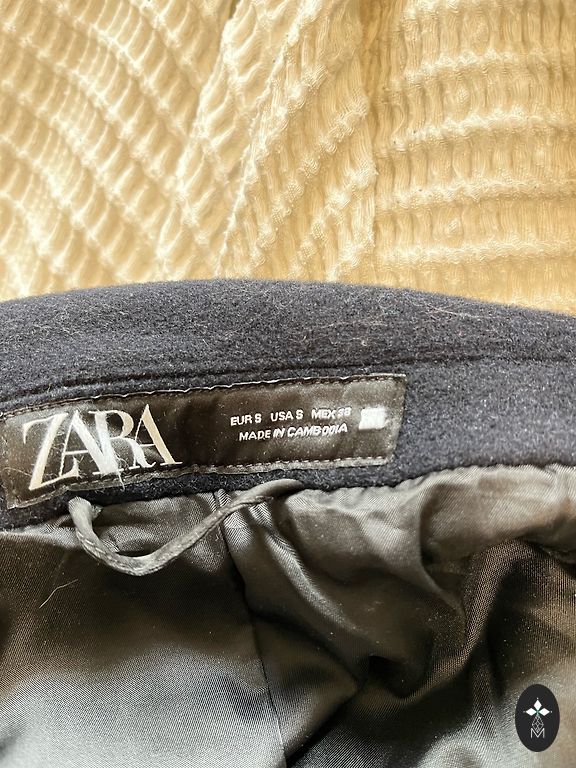 ZARA
EUR S USA S MEX 28
MADE IN CAMBODIA
M